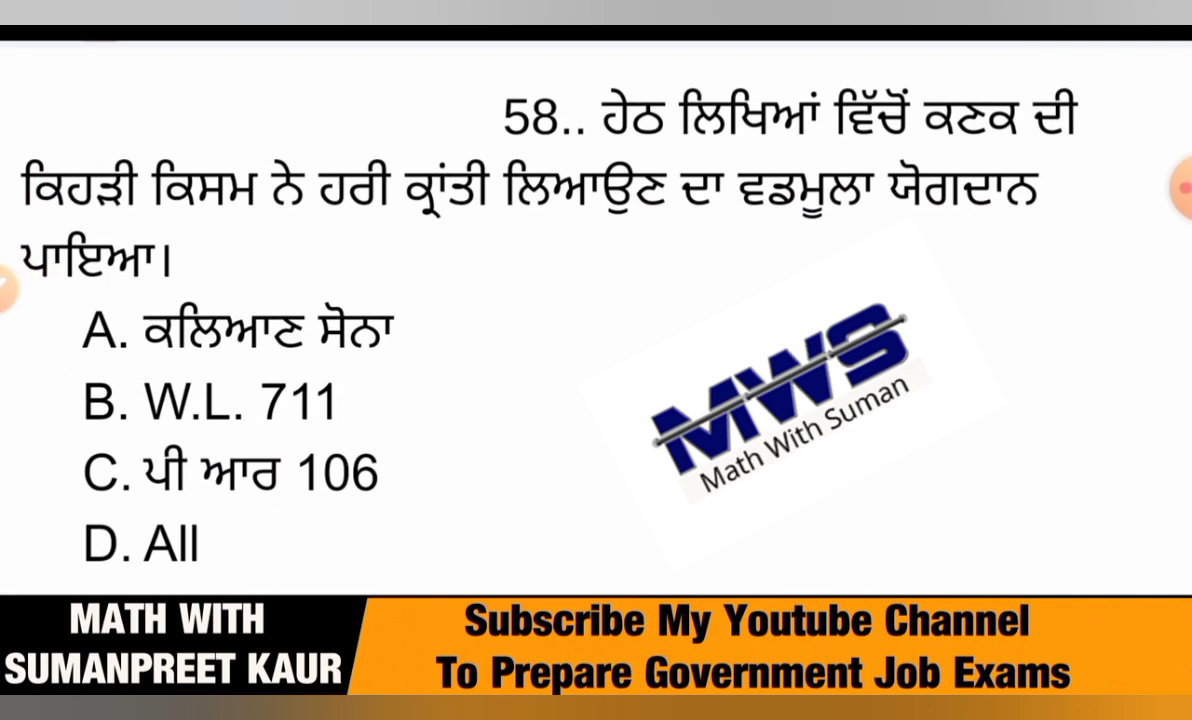 58.. ਹੇਠ ਲਿਖਿਆਂ ਵਿੱਚੋਂ ਕਣਕ ਦੀ
ਕਿਹੜੀ ਕਿਸਮ ਨੇ ਹਰੀ ਕ੍ਰਾਂਤੀ ਲਿਆਉਣ ਦਾ ਵਡਮੂਲਾ ਯੋਗਦਾਨ
ਪਾਇਆ।
A. ਕਲਿਆਣ ਸੋਨਾ
B. W.L. 711
C. ਪੀ ਆਰ 106
D. All
MWS
Math With Suman
MATH WITH
SUMANPREET KAUR
Subscribe My Youtube Channel
To Prepare Government Job Exams